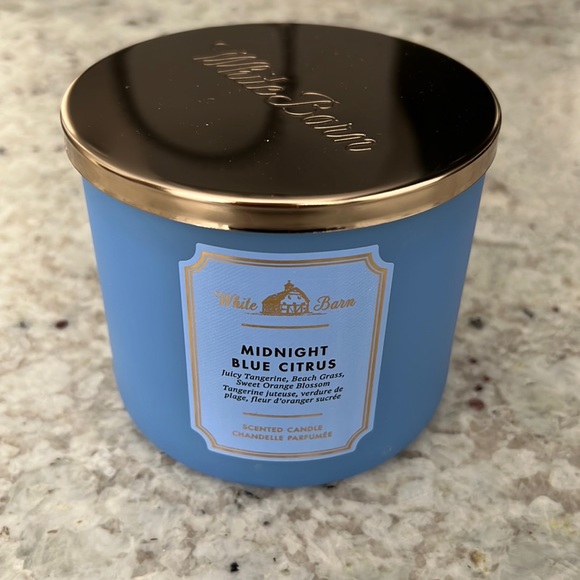 White Barn
White Barn
MIDNIGHT
BLUE CITRUS
Juicy Tangerine, Beach Grass,
Sweet Orange Blossom
Tangerine juteuse, verdure de
plage, fleur d'oranger sucrée
SCENTED CANDLE
CHANDELLE PARFUMÉE